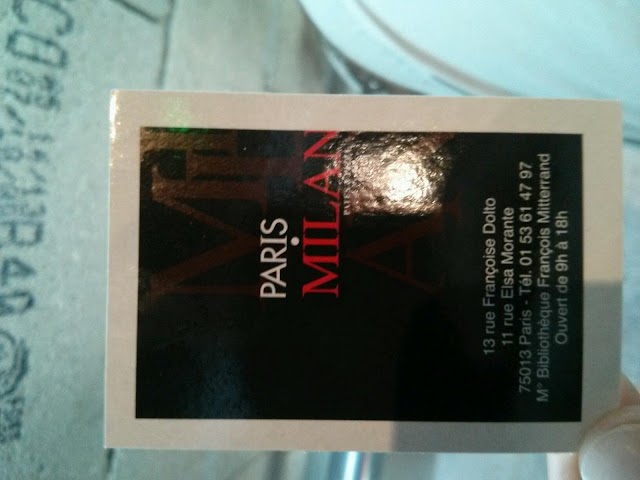 PARIS
MILAN
13 rue Françoise Dolto
11 rue Elsa Morante
75013 Paris - Tél. 01 53 61 47 97
M° Bibliothèque François Mitterrand
Ouvert de 9h à 18h